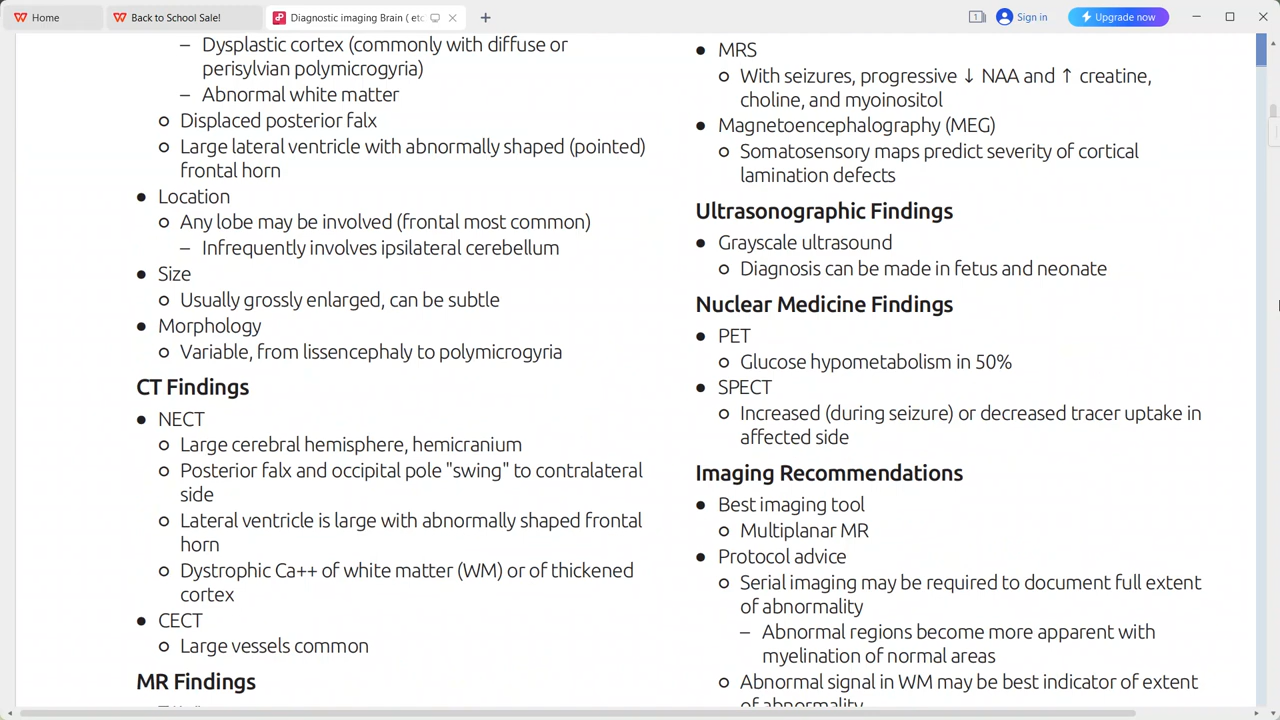 Home
Back to School Sale!
Diagnostic imaging Brain ( etc
1
Sign in
Upgrade now
– Dysplastic cortex (commonly with diffuse or
perisylvian polymicrogyria)
– Abnormal white matter
Displaced posterior falx
Large lateral ventricle with abnormally shaped (pointed)
frontal horn
Location
Any lobe may be involved (frontal most common)
– Infrequently involves ipsilateral cerebellum
Size
Usually grossly enlarged, can be subtle
Morphology
Variable, from lissencephaly to polymicrogyria
CT Findings
NECT
Large cerebral hemisphere, hemicranium
Posterior falx and occipital pole "swing" to contralateral
side
Lateral ventricle is large with abnormally shaped frontal
horn
Dystrophic Ca++ of white matter (WM) or of thickened
cortex
CECT
Large vessels common
MR Findings
MRS
With seizures, progressive ↓ NAA and ↑ creatine,
choline, and myoinositol
Magnetoencephalography (MEG)
Somatosensory maps predict severity of cortical
lamination defects
Ultrasonographic Findings
Grayscale ultrasound
Diagnosis can be made in fetus and neonate
Nuclear Medicine Findings
PET
Glucose hypometabolism in 50%
SPECT
Increased (during seizure) or decreased tracer uptake in
affected side
Imaging Recommendations
Best imaging tool
Multiplanar MR
Protocol advice
Serial imaging may be required to document full extent
of abnormality
– Abnormal regions become more apparent with
myelination of normal areas
Abnormal signal in WM may be best indicator of extent
of abnormality